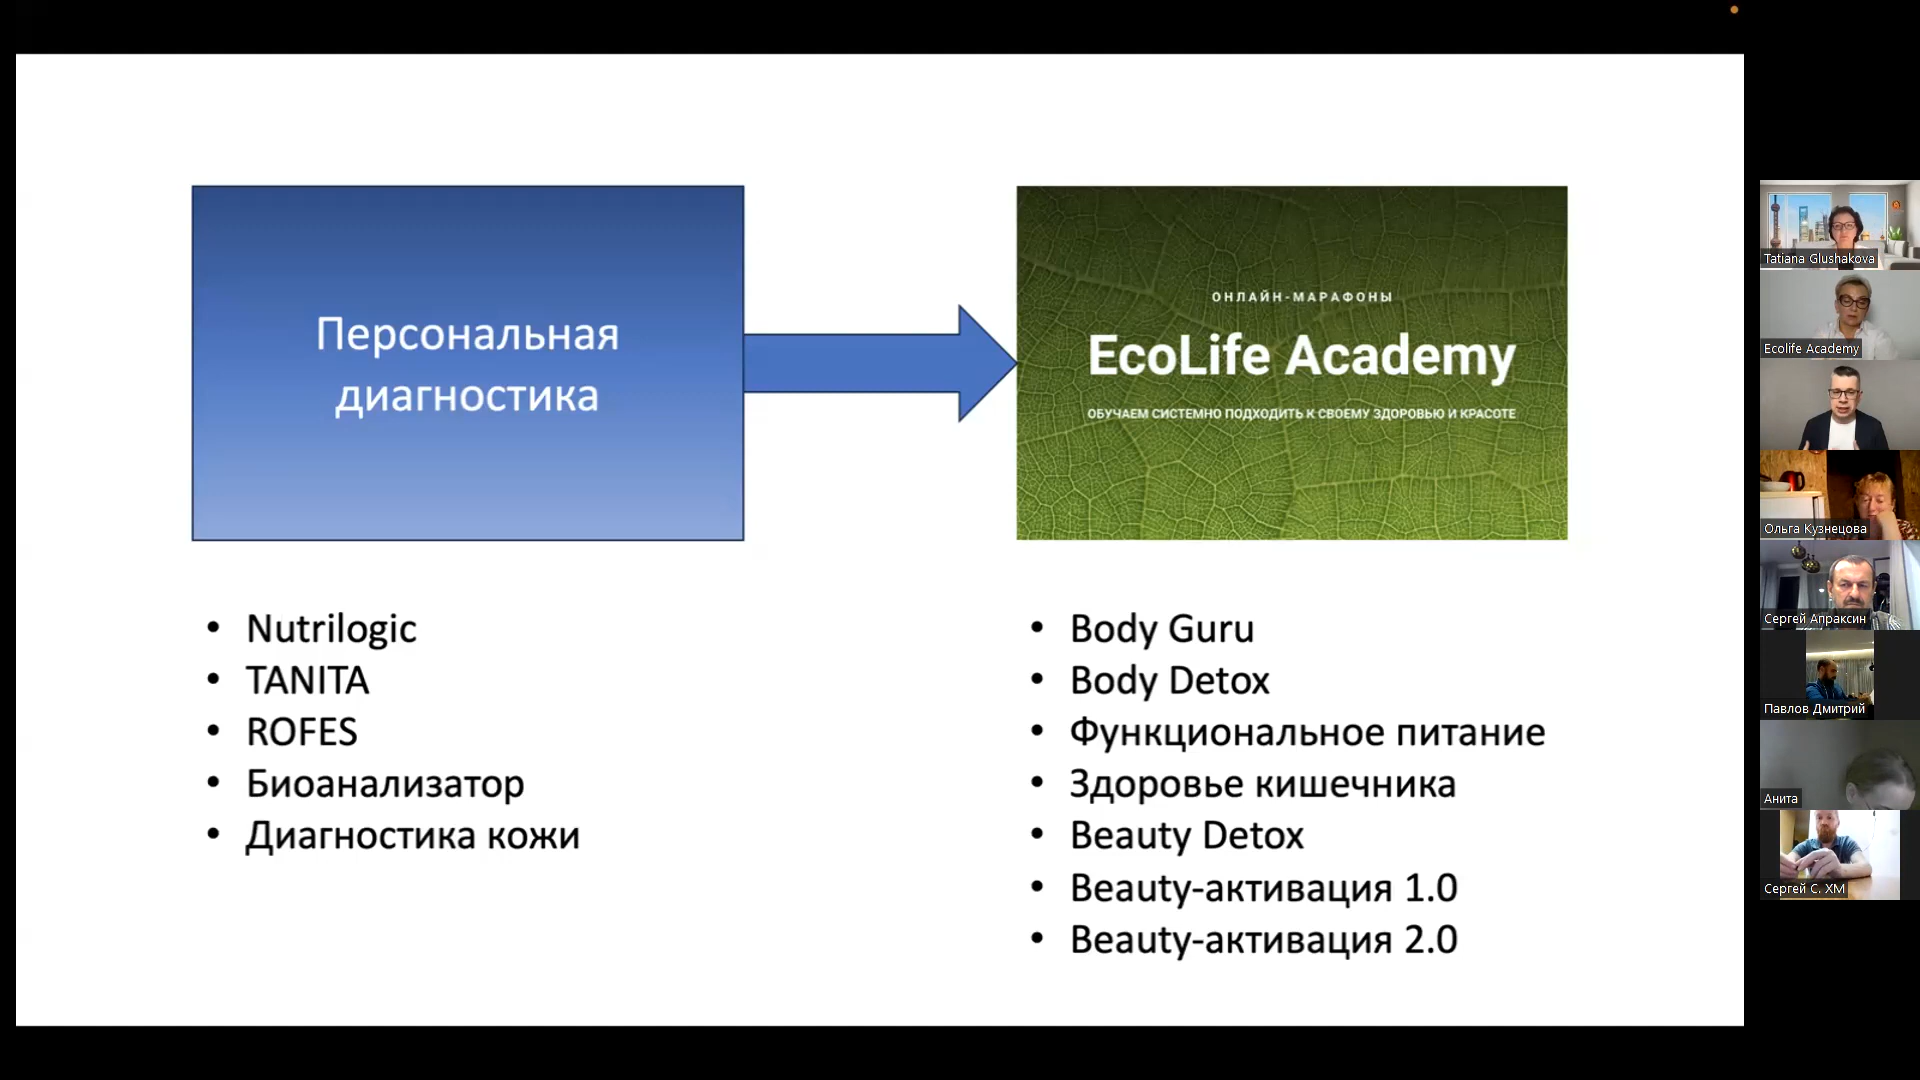 Персональная
диагностика
ОНЛАЙН-МАРАФОНЫ
EcoLife Academy
ОБУЧАЕМ СИСТЕМНО ПОДХОДИТЬ К СВОЕМУ ЗДОРОВЬЮ И КРАСОТЕ
• Nutrilogic
• TANITA
• ROFES
• Биоанализатор
• Диагностика кожи
• Body Guru
• Body Detox
• Функциональное питание
• Здоровье кишечника
• Beauty Detox
• Beauty-активация 1.0
• Beauty-активация 2.0
Tatiana Glushakova
Ecolife Academy
Ольга Кузнецова
Сергей Апраксин
Павлов Дмитрий
Анита
Сергей С. ХМ